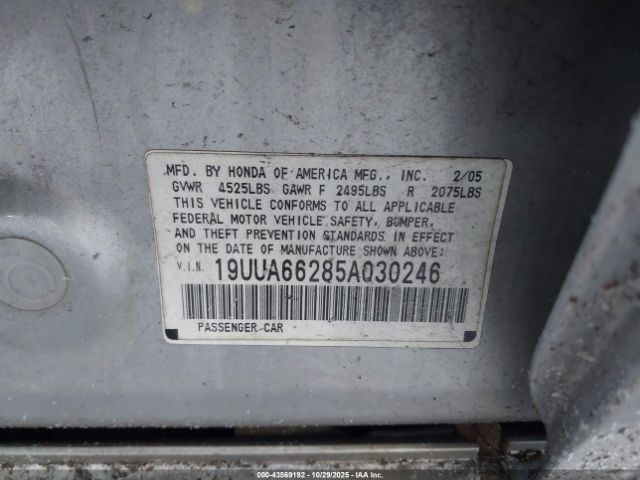 MFD. BY HONDA OF AMERICA MFG., INC. 2/05
GVWR 4525LBS GAWR F 2495LBS R 2075LBS
THIS VEHICLE CONFORMS TO ALL APPLICABLE
FEDERAL MOTOR VEHICLE SAFETY, BUMPER,
AND THEFT PREVENTION STANDARDS IN EFFECT
ON THE DATE OF MANUFACTURE SHOWN ABOVE:
V.I.N. 19UUA66285A030246
PASSENGER CAR
00-43569192 10/29/2025 Copyright © IAA